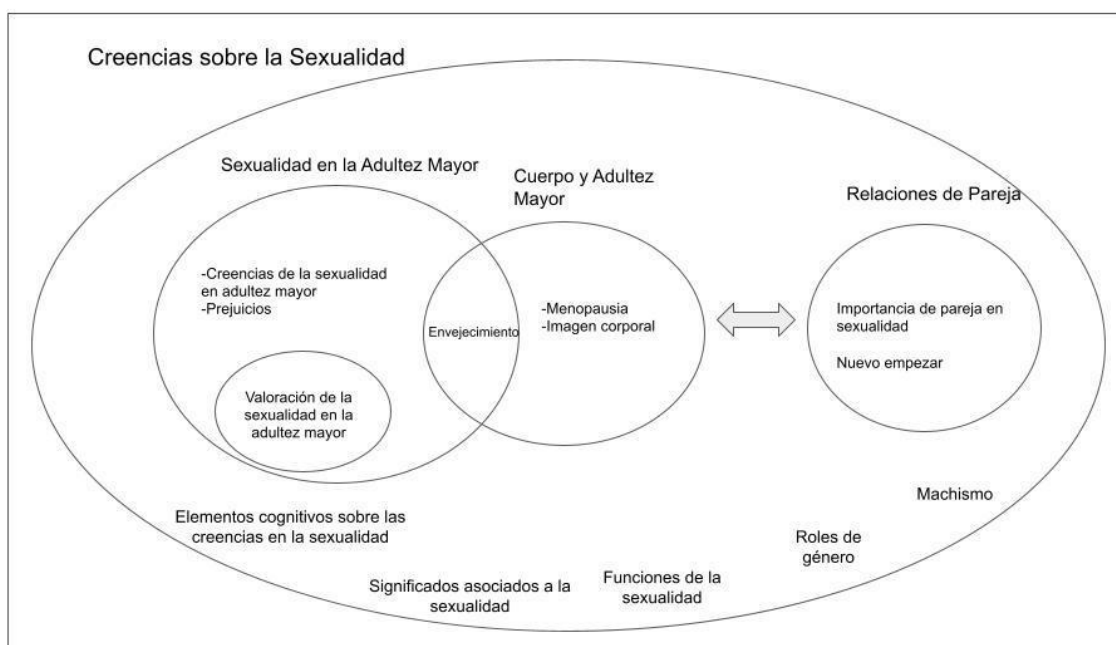 Creencias sobre la Sexualidad
Sexualidad en la Adultez Mayor
Cuerpo y Adultez
Mayor
Relaciones de Pareja
-Creencias de la sexualidad
en adultez mayor
-Prejuicios
Envejecimiento
-Menopausia
-Imagen corporal
Importancia de pareja en
sexualidad
Nuevo empezar
Valoración de la
sexualidad en la
adultez mayor
Elementos cognitivos sobre las
creencias en la sexualidad
Significados asociados a la
sexualidad
Funciones de la
sexualidad
Roles de
género
Machismo